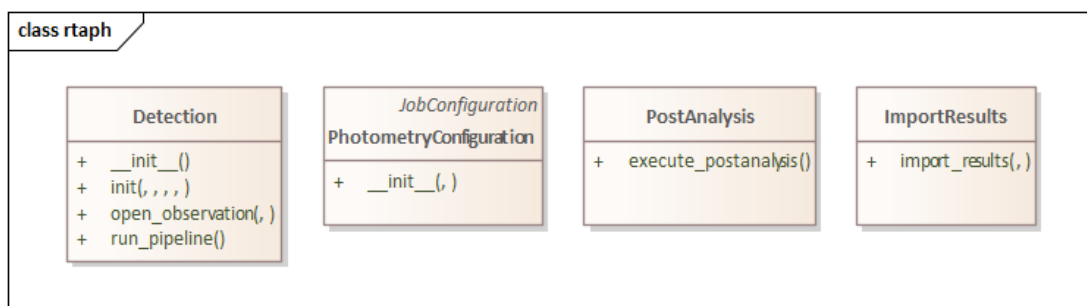 class rtaph
Detection
+ __init__()
+ init(, , , , )
+ open_observation(, )
+ run_pipeline()
JobConfiguration
PhotometryConfiguration
+ __init__(, )
PostAnalysis
+ execute_postanalysis()
ImportResults
+ import_results(, )